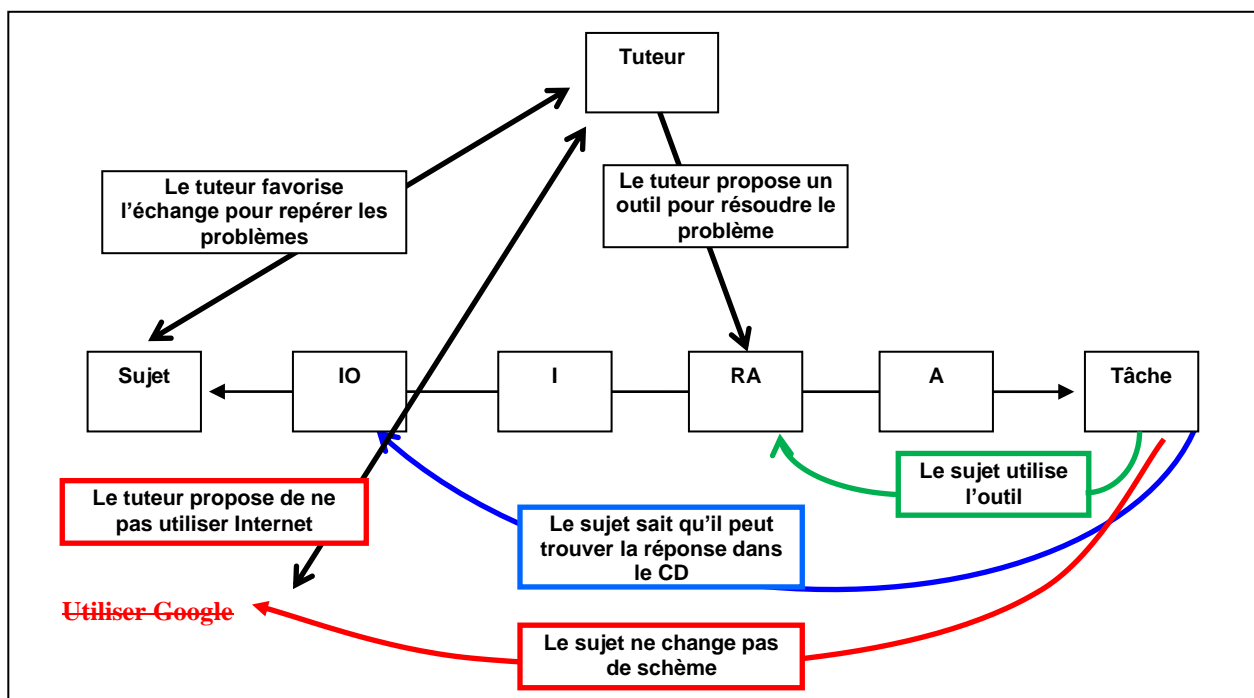 Tuteur
Le tuteur favorise
l'échange pour repérer les
problèmes
Le tuteur propose un
outil pour résoudre le
problème
Sujet
IO
I
RA
A
Tâche
Le sujet utilise
l'outil
Le tuteur propose de ne
pas utiliser Internet
Le sujet sait qu'il peut
trouver la réponse dans
le CD
Utiliser Google
Le sujet ne change pas
de schème